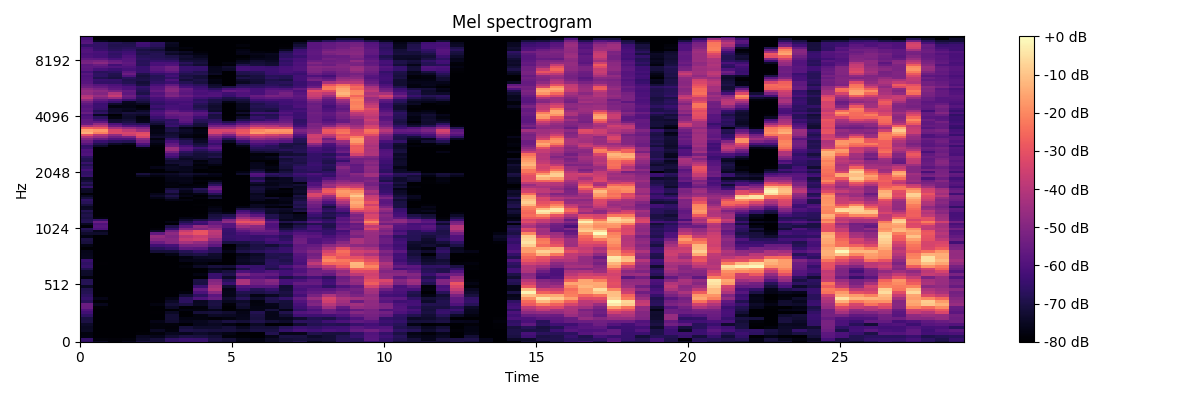 Mel spectrogram
8192
4096
2048
1024
512
0
Hz
0 5 10 15 20 25
Time
+0 dB
-10 dB
-20 dB
-30 dB
-40 dB
-50 dB
-60 dB
-70 dB
-80 dB